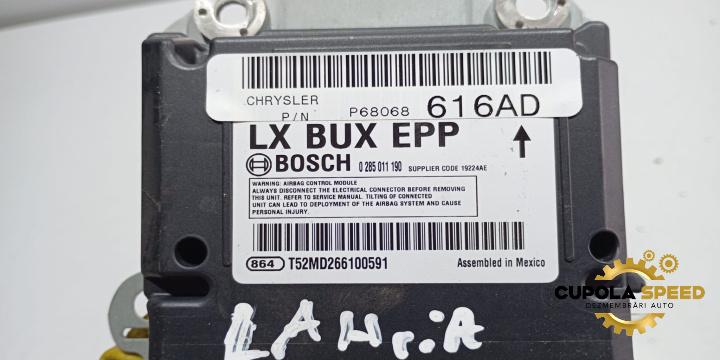 CHRYSLER
P/N P68068 616AD
LX BUX EPP
BOSCH 0 285 011 190 SUPPLIER CODE 19224AE
WARNING: AIRBAG CONTROL MODULE
ALWAYS DISCONNECT THE ELECTRICAL CONNECTOR BEFORE REMOVING
THIS UNIT. REFER TO SERVICE MANUAL. TILTING OF CONNECTED
UNIT CAN LEAD TO DEPLOYMENT OF THE AIRBAG SYSTEM AND CAUSE
PERSONAL INJURY.
864 T52MD266100591 Assembled in Mexico
CUPOLA SPEED
DEZMEMBRĂRI AUTO